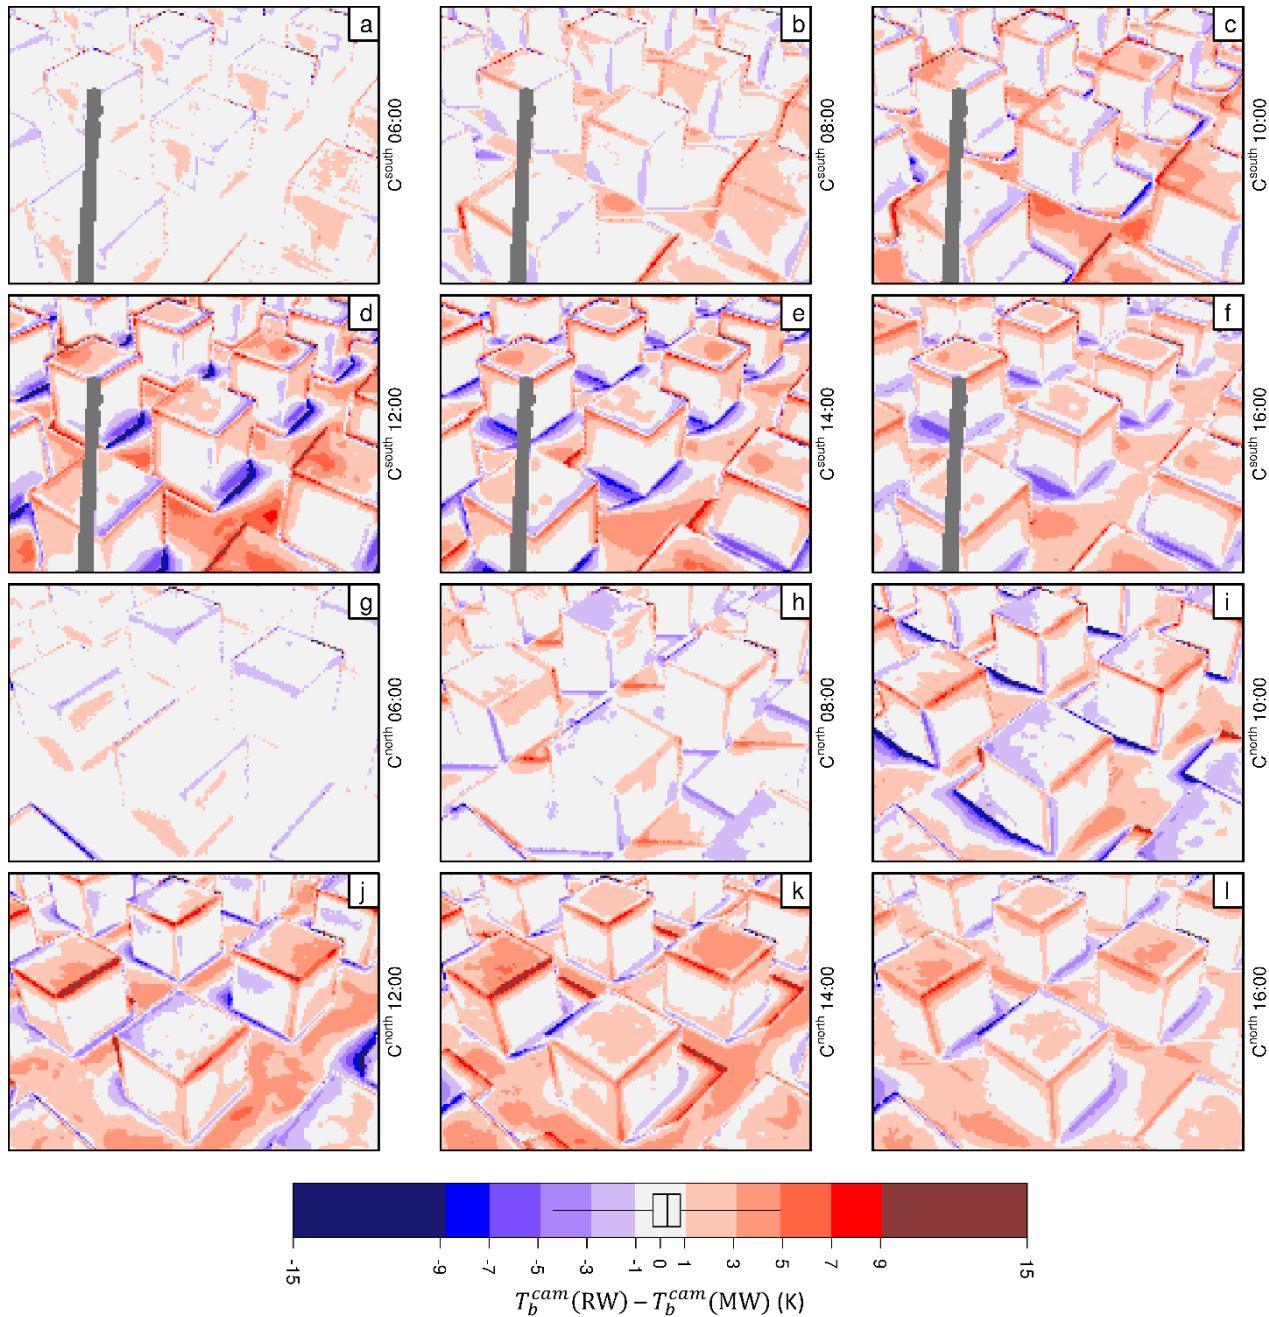 a
C^south 06:00
b
C^south 08:00
c
C^south 10:00
d
C^south 12:00
e
C^south 14:00
f
C^south 16:00
g
C^north 06:00
h
C^north 08:00
i
C^north 10:00
j
C^north 12:00
k
C^north 14:00
l
C^north 16:00
-15 -9 -7 -5 -3 -1 0 1 3 5 7 9 15
T_b^cam(RW) – T_b^cam(MW) (K)